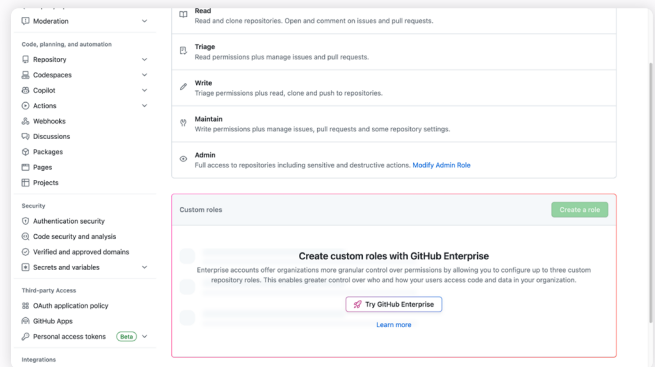 Moderation
Code, planning, and automation
Repository
Codespaces
Copilot
Actions
Webhooks
Discussions
Packages
Pages
Projects
Security
Authentication security
Code security and analysis
Verified and approved domains
Secrets and variables
Third-party Access
OAuth application policy
GitHub Apps
Personal access tokens Beta
Integrations
Read
Read and clone repositories. Open and comment on issues and pull requests.
Triage
Read permissions plus manage issues and pull requests.
Write
Triage permissions plus read, clone and push to repositories.
Maintain
Write permissions plus manage issues, pull requests and some repository settings.
Admin
Full access to repositories including sensitive and destructive actions. Madify Admin Role
Custom roles
Create a role
Create custom roles with GitHub Enterprise
Enterprise accounts offer organizations more granular control over permissions by allowing you to configure up to three custom
repository roles. This enables greater control over who and how your users access code and data in your organization.
Try GitHub Enterprise
Learn more